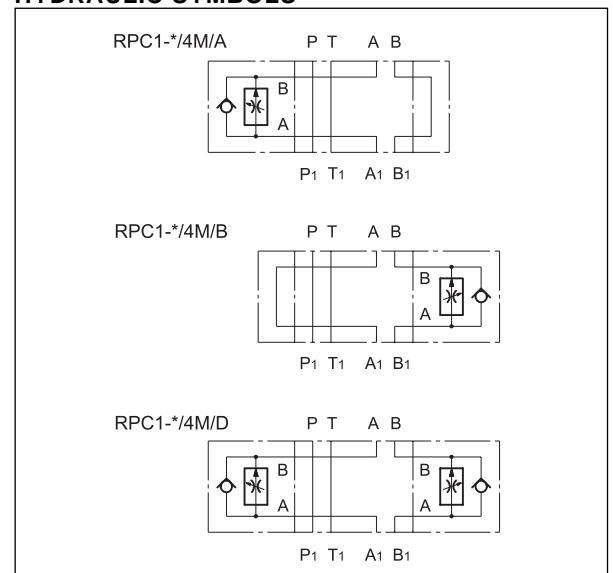 HYDRAULIC SYMBOLS
RPC1-*/4M/A P T A B
B
A
P1 T1 A1 B1
RPC1-*/4M/B P T A B
B
A
P1 T1 A1 B1
RPC1-*/4M/D P T A B
B B
A A
P1 T1 A1 B1